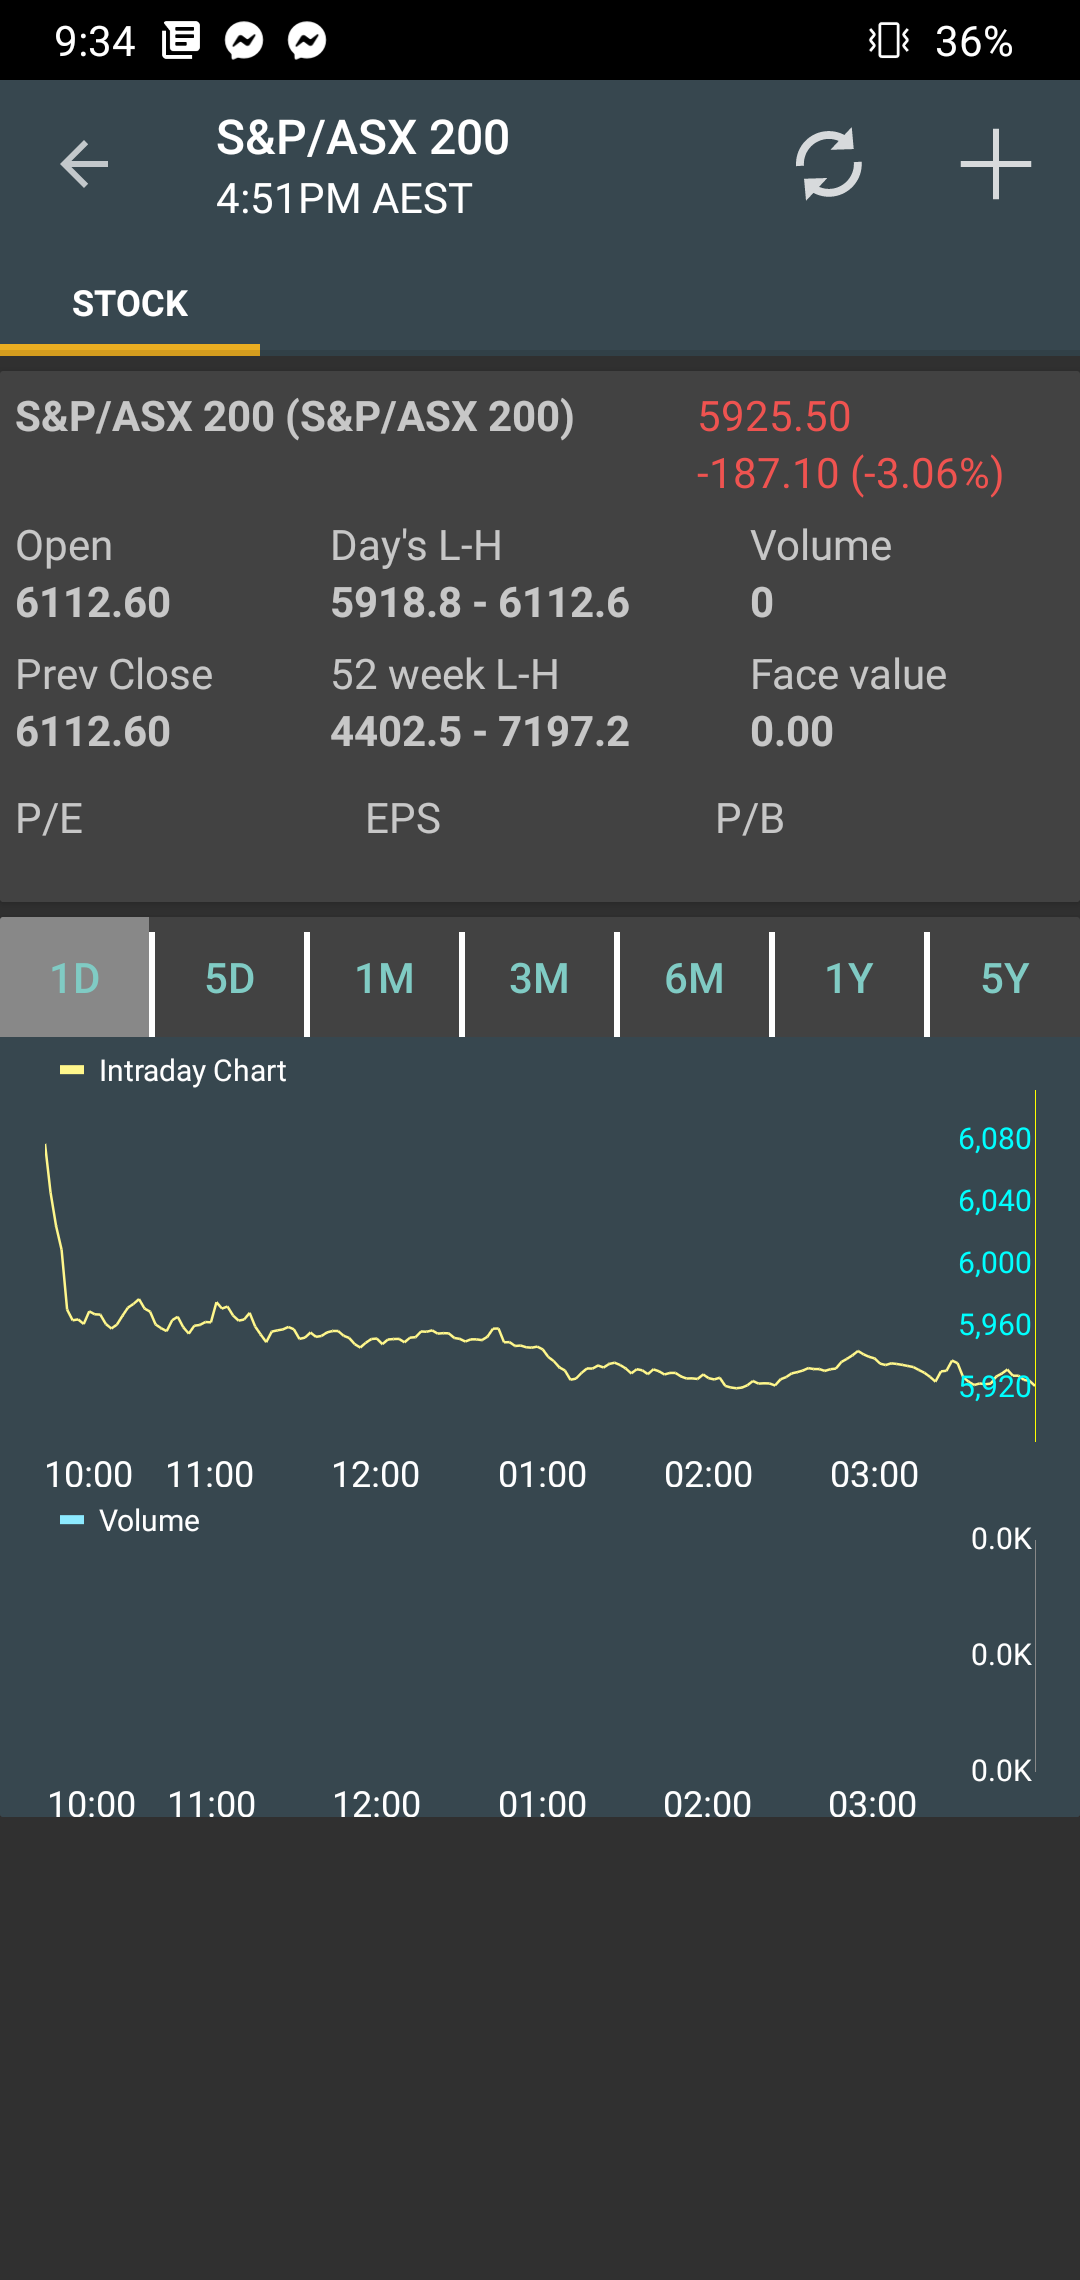 9:34 36%
S&P/ASX 200
4:51PM AEST
STOCK
S&P/ASX 200 (S&P/ASX 200) 5925.50
-187.10 (-3.06%)
Open Day's L-H Volume
6112.60 5918.8 - 6112.6 0
Prev Close 52 week L-H Face value
6112.60 4402.5 - 7197.2 0.00
P/E EPS P/B
1D 5D 1M 3M 6M 1Y 5Y
Intraday Chart
6,080
6,040
6,000
5,960
5,920
10:00 11:00 12:00 01:00 02:00 03:00
Volume
0.0K
0.0K
0.0K
10:00 11:00 12:00 01:00 02:00 03:00